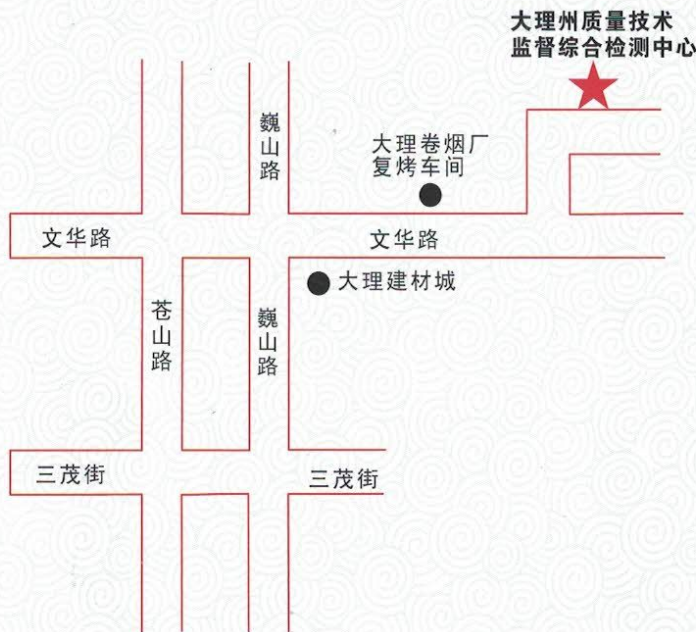 大理州质量技术
监督综合检测中心
巍山路
大理卷烟厂
复烤车间
文华路
文华路
大理建材城
苍山路
巍山路
三茂街
三茂街